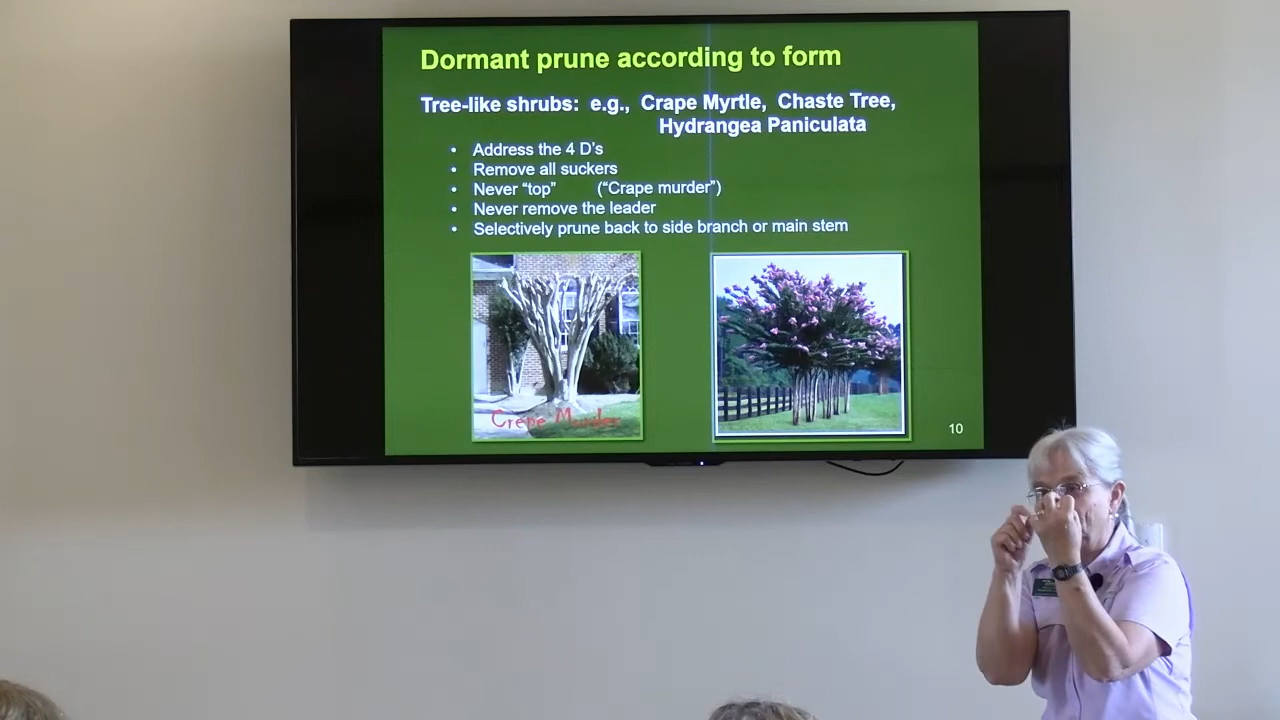 Dormant prune according to form
Tree-like shrubs: e.g., Crape Myrtle, Chaste Tree,
Hydrangea Paniculata
• Address the 4 D's
• Remove all suckers
• Never “top” (“Crape murder”)
• Never remove the leader
• Selectively prune back to side branch or main stem
Crepe Murder
10